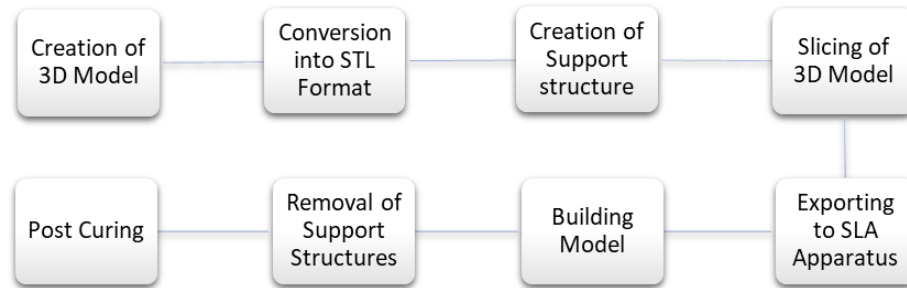 Creation of
3D Model
Conversion
into STL
Format
Creation of
Support
structure
Slicing of
3D Model
Exporting
to SLA
Apparatus
Building
Model
Removal of
Support
Structures
Post Curing